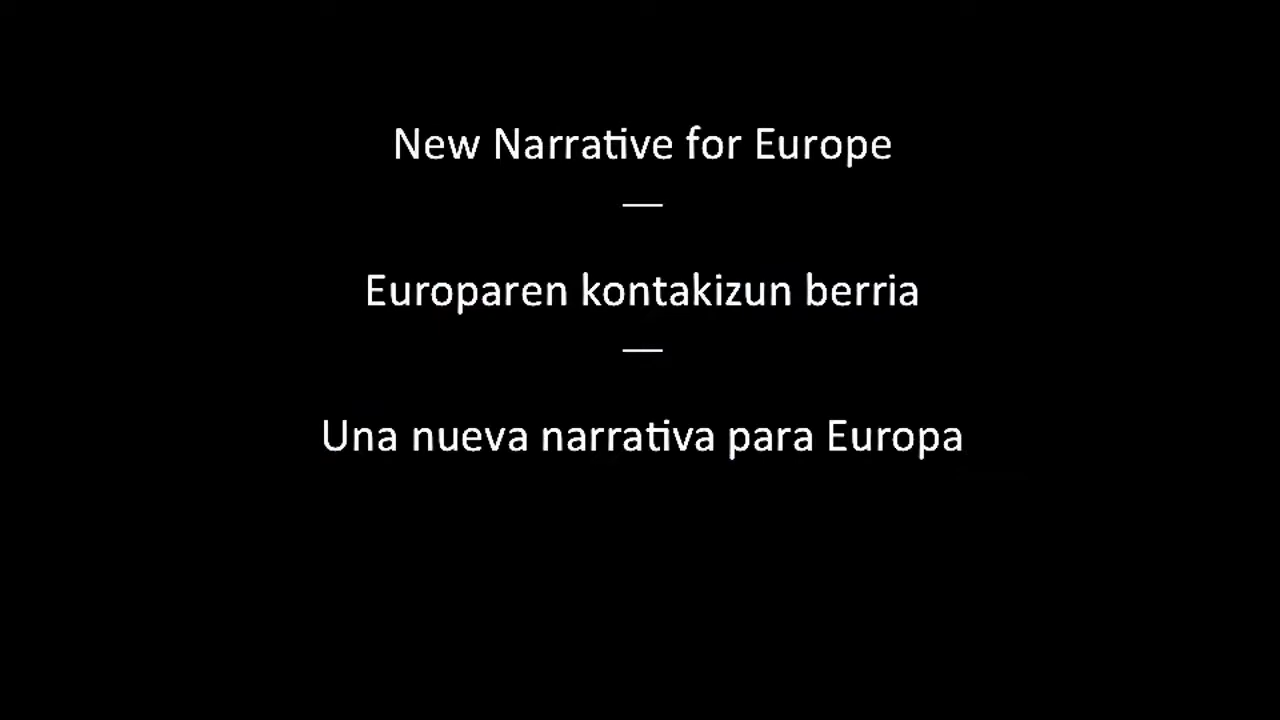 New Narrative for Europe
—
Europaren kontakizun berria
—
Una nueva narrativa para Europa